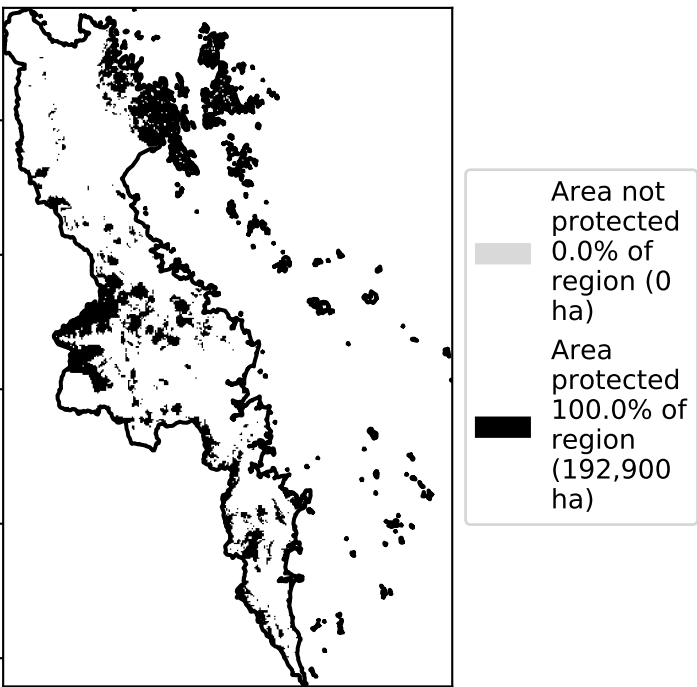 Area not
protected
0.0% of
region (0
ha)
Area
protected
100.0% of
region
(192,900
ha)